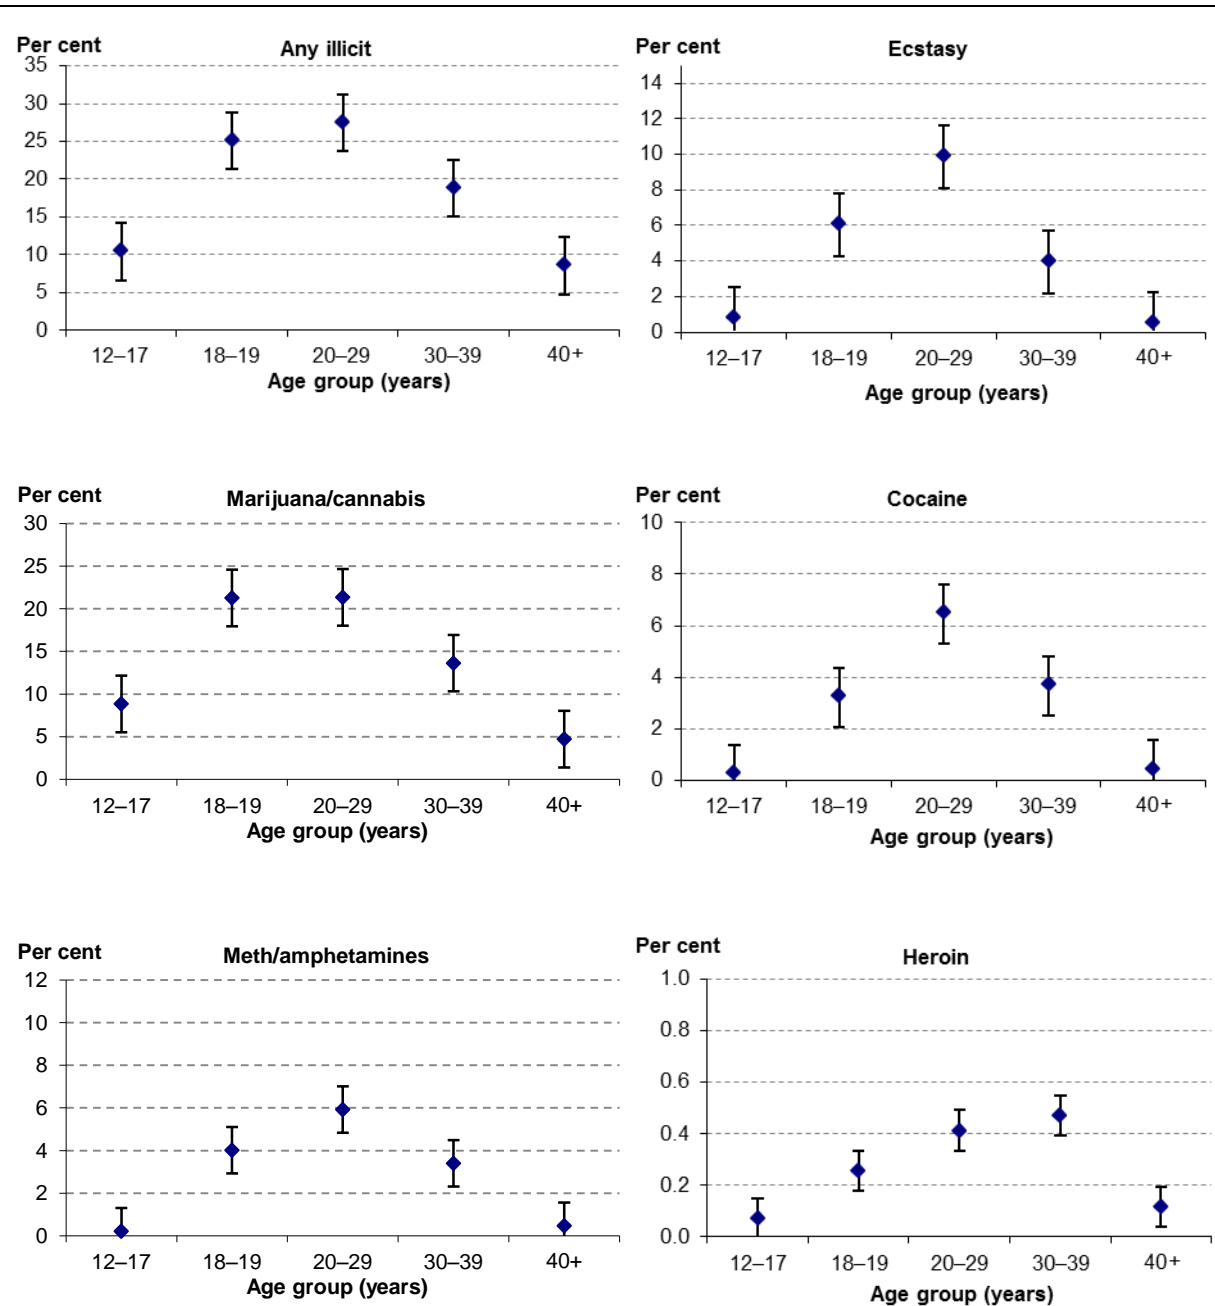 Per cent
Any illicit
35
30
25
20
15
10
5
0
12–17 18–19 20–29 30–39 40+
Age group (years)
Per cent
Ecstasy
14
12
10
8
6
4
2
0
12–17 18–19 20–29 30–39 40+
Age group (years)
Per cent
Marijuana/cannabis
30
25
20
15
10
5
0
12–17 18–19 20–29 30–39 40+
Age group (years)
Per cent
Cocaine
10
8
6
4
2
0
12–17 18–19 20–29 30–39 40+
Age group (years)
Per cent
Meth/amphetamines
12
10
8
6
4
2
0
12–17 18–19 20–29 30–39 40+
Age group (years)
Per cent
Heroin
1.0
0.8
0.6
0.4
0.2
0.0
12–17 18–19 20–29 30–39 40+
Age group (years)